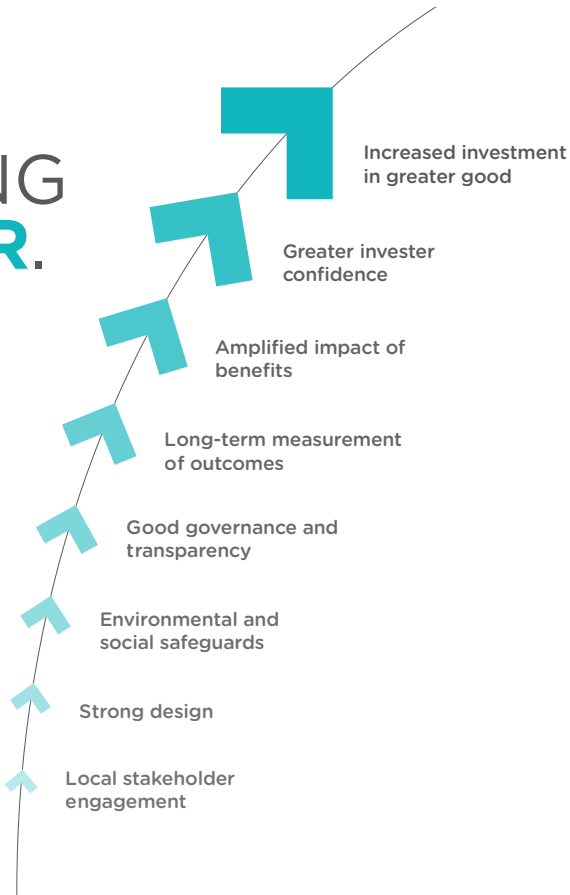 NG
R.
Increased investment
in greater good
Greater invester
confidence
Amplified impact of
benefits
Long-term measurement
of outcomes
Good governance and
transparency
Environmental and
social safeguards
Strong design
Local stakeholder
engagement